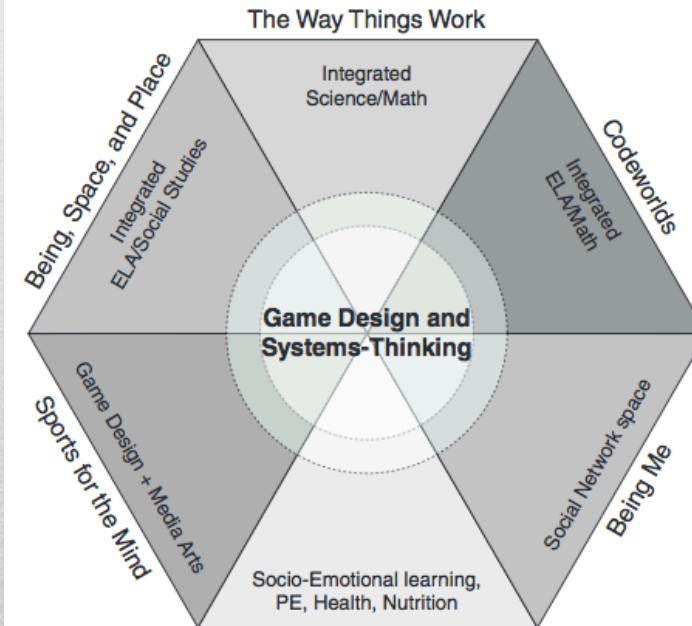 The Way Things Work
Integrated
Science/Math
Being, Space, and Place
Integrated
ELA/Social Studies
Codeworlds
Integrated
ELA/Math
Game Design and
Systems-Thinking
Sports for the Mind
Game Design + Media Arts
Social Network space
Being Me
Socio-Emotional learning,
PE, Health, Nutrition